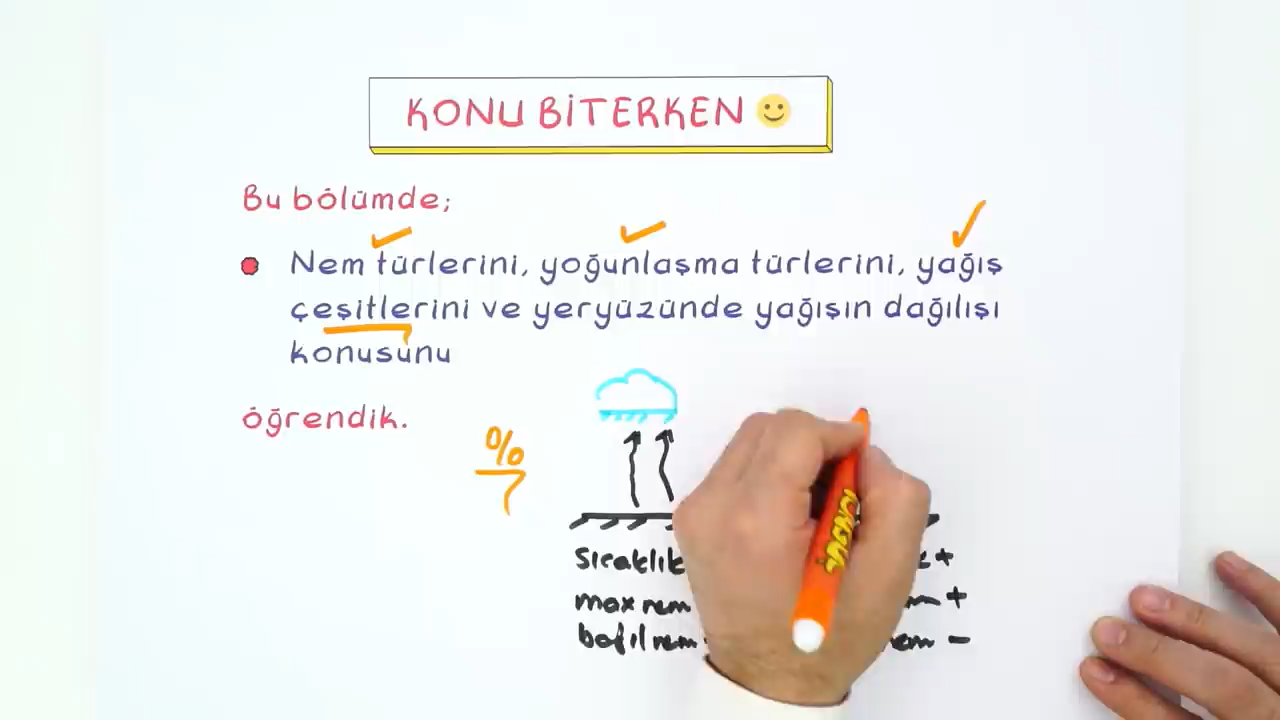 KONU BİTERKEN
Bu bölümde;
Nem türlerini, yoğunlaşma türlerini, yağış
çeşitlerini ve yeryüzünde yağışın dağılışı
konusunu
öğrendik.
%
Sıcaklık +
max nem +
bağıl nem -